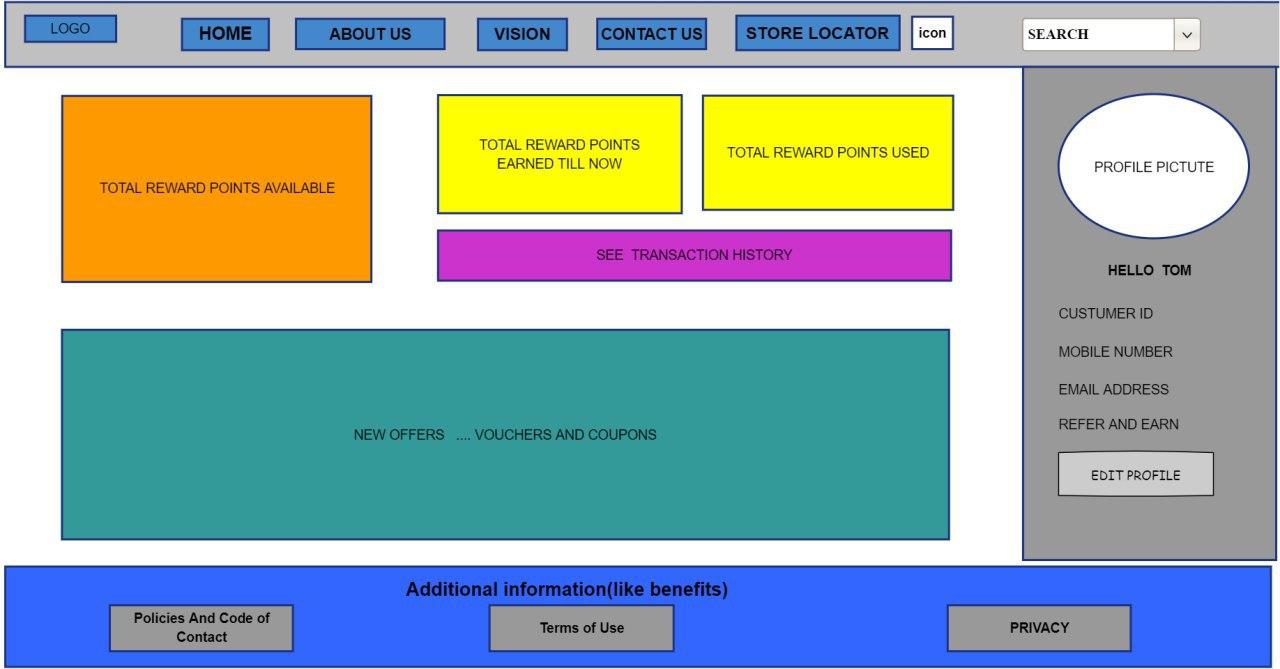 LOGO
HOME
ABOUT US
VISION
CONTACT US
STORE LOCATOR
icon
SEARCH
TOTAL REWARD POINTS AVAILABLE
TOTAL REWARD POINTS
EARNED TILL NOW
TOTAL REWARD POINTS USED
SEE TRANSACTION HISTORY
NEW OFFERS .... VOUCHERS AND COUPONS
PROFILE PICTUTE
HELLO TOM
CUSTUMER ID
MOBILE NUMBER
EMAIL ADDRESS
REFER AND EARN
EDIT PROFILE
Additional information(like benefits)
Policies And Code of
Contact
Terms of Use
PRIVACY